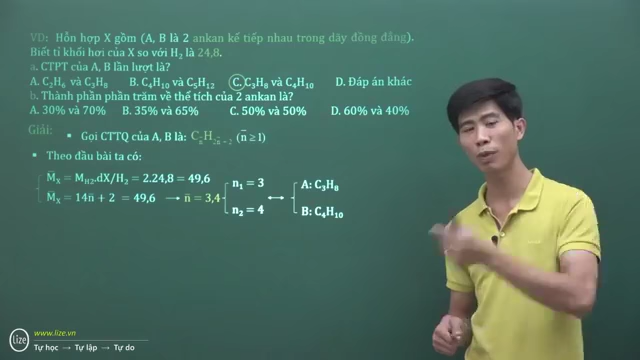 VD: Hỗn hợp X gồm (A, B là 2 ankan kế tiếp nhau trong dãy đồng đẳng).
Biết tỉ khối hơi của X so với H₂ là 24,8.
a. CTPT của A, B lần lượt là?
A. C₂H₆ và C₃H₈ B. C₄H₁₀ và C₅H₁₂ C. C₃H₈ và C₄H₁₀ D. Đáp án khác
b. Thành phần phần trăm về thể tích của 2 ankan là?
A. 30% và 70% B. 35% và 65% C. 50% và 50% D. 60% và 40%
Giải: ▪ Gọi CTTQ của A, B là: Cn̄H2n̄+2 (n̄ ≥ 1)
▪ Theo đầu bài ta có:
M̄X = MH2.dX/H₂ = 2.24,8 = 49,6
M̄X = 14n̄ + 2 = 49,6 → n̄ = 3,4
n₁ = 3
n₂ = 4
↔
A: C₃H₈
B: C₄H₁₀
lize
www.lize.vn
Tự học → Tự lập → Tự do